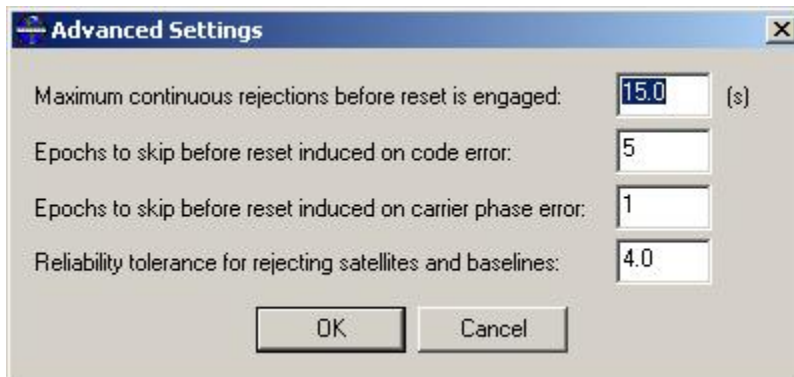 Advanced Settings
Maximum continuous rejections before reset is engaged: 15.0 (s)
Epochs to skip before reset induced on code error: 5
Epochs to skip before reset induced on carrier phase error: 1
Reliability tolerance for rejecting satellites and baselines: 4.0
OK Cancel